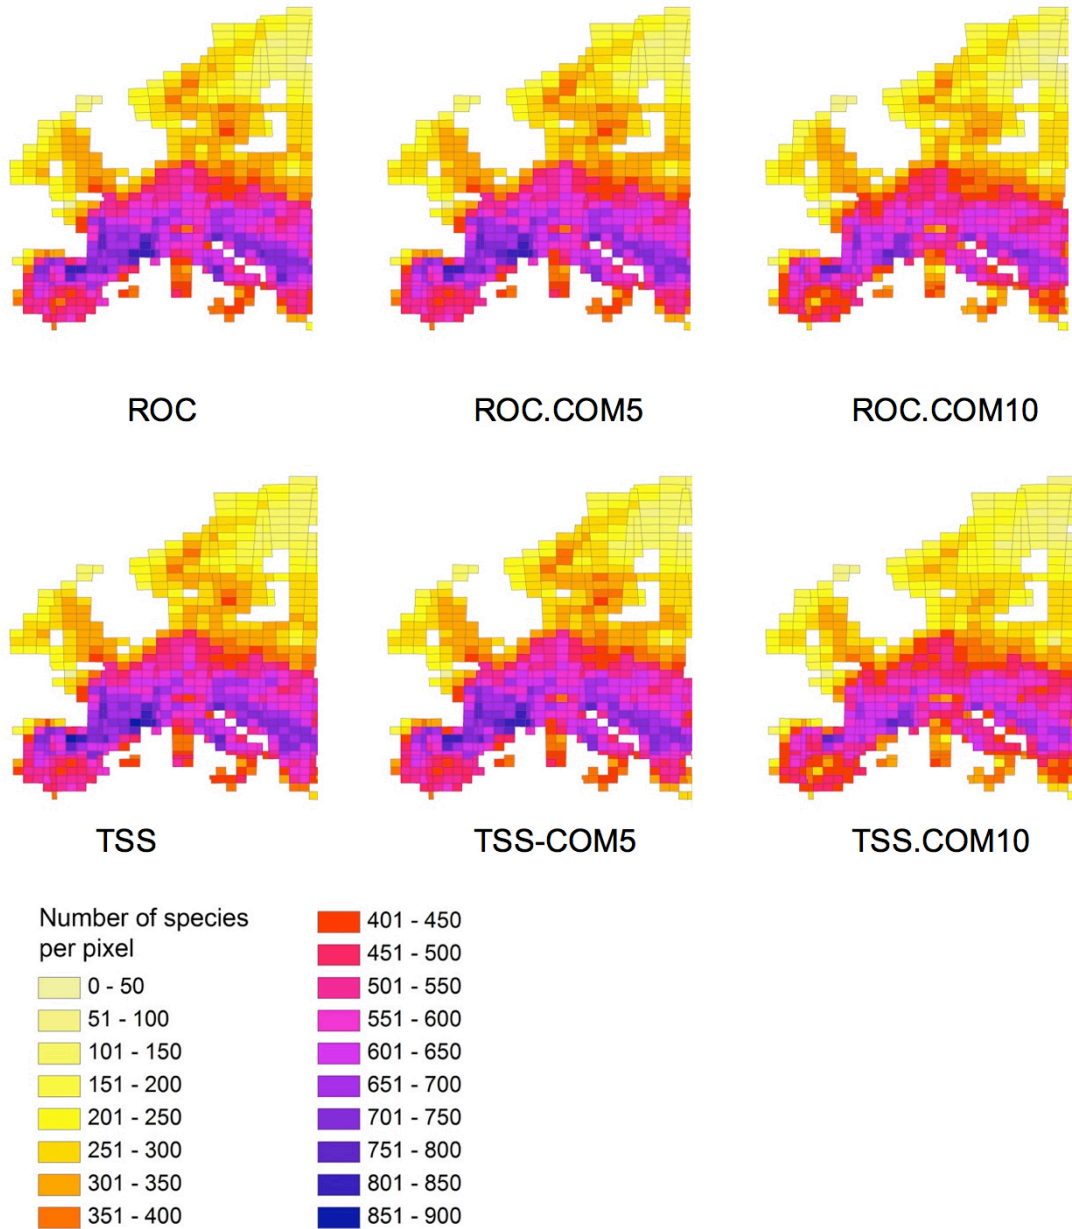 ROC
ROC.COM5
ROC.COM10
TSS
TSS-COM5
TSS.COM10
Number of species
per pixel
0 - 50
51 - 100
101 - 150
151 - 200
201 - 250
251 - 300
301 - 350
351 - 400
401 - 450
451 - 500
501 - 550
551 - 600
601 - 650
651 - 700
701 - 750
751 - 800
801 - 850
851 - 900